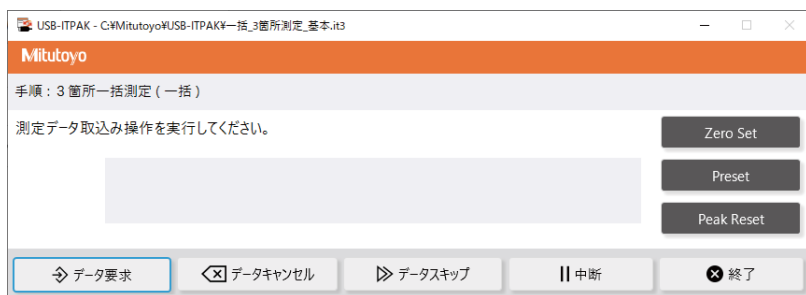 USB-ITPAK - C:¥Mitutoyo¥USB-ITPAK¥一括_3箇所測定_基本.it3
Mitutoyo
手順：3 箇所一括測定 ( 一括 )
測定データ取込み操作を実行してください。
Zero Set
Preset
Peak Reset
データ要求
データキャンセル
データスキップ
中断
終了